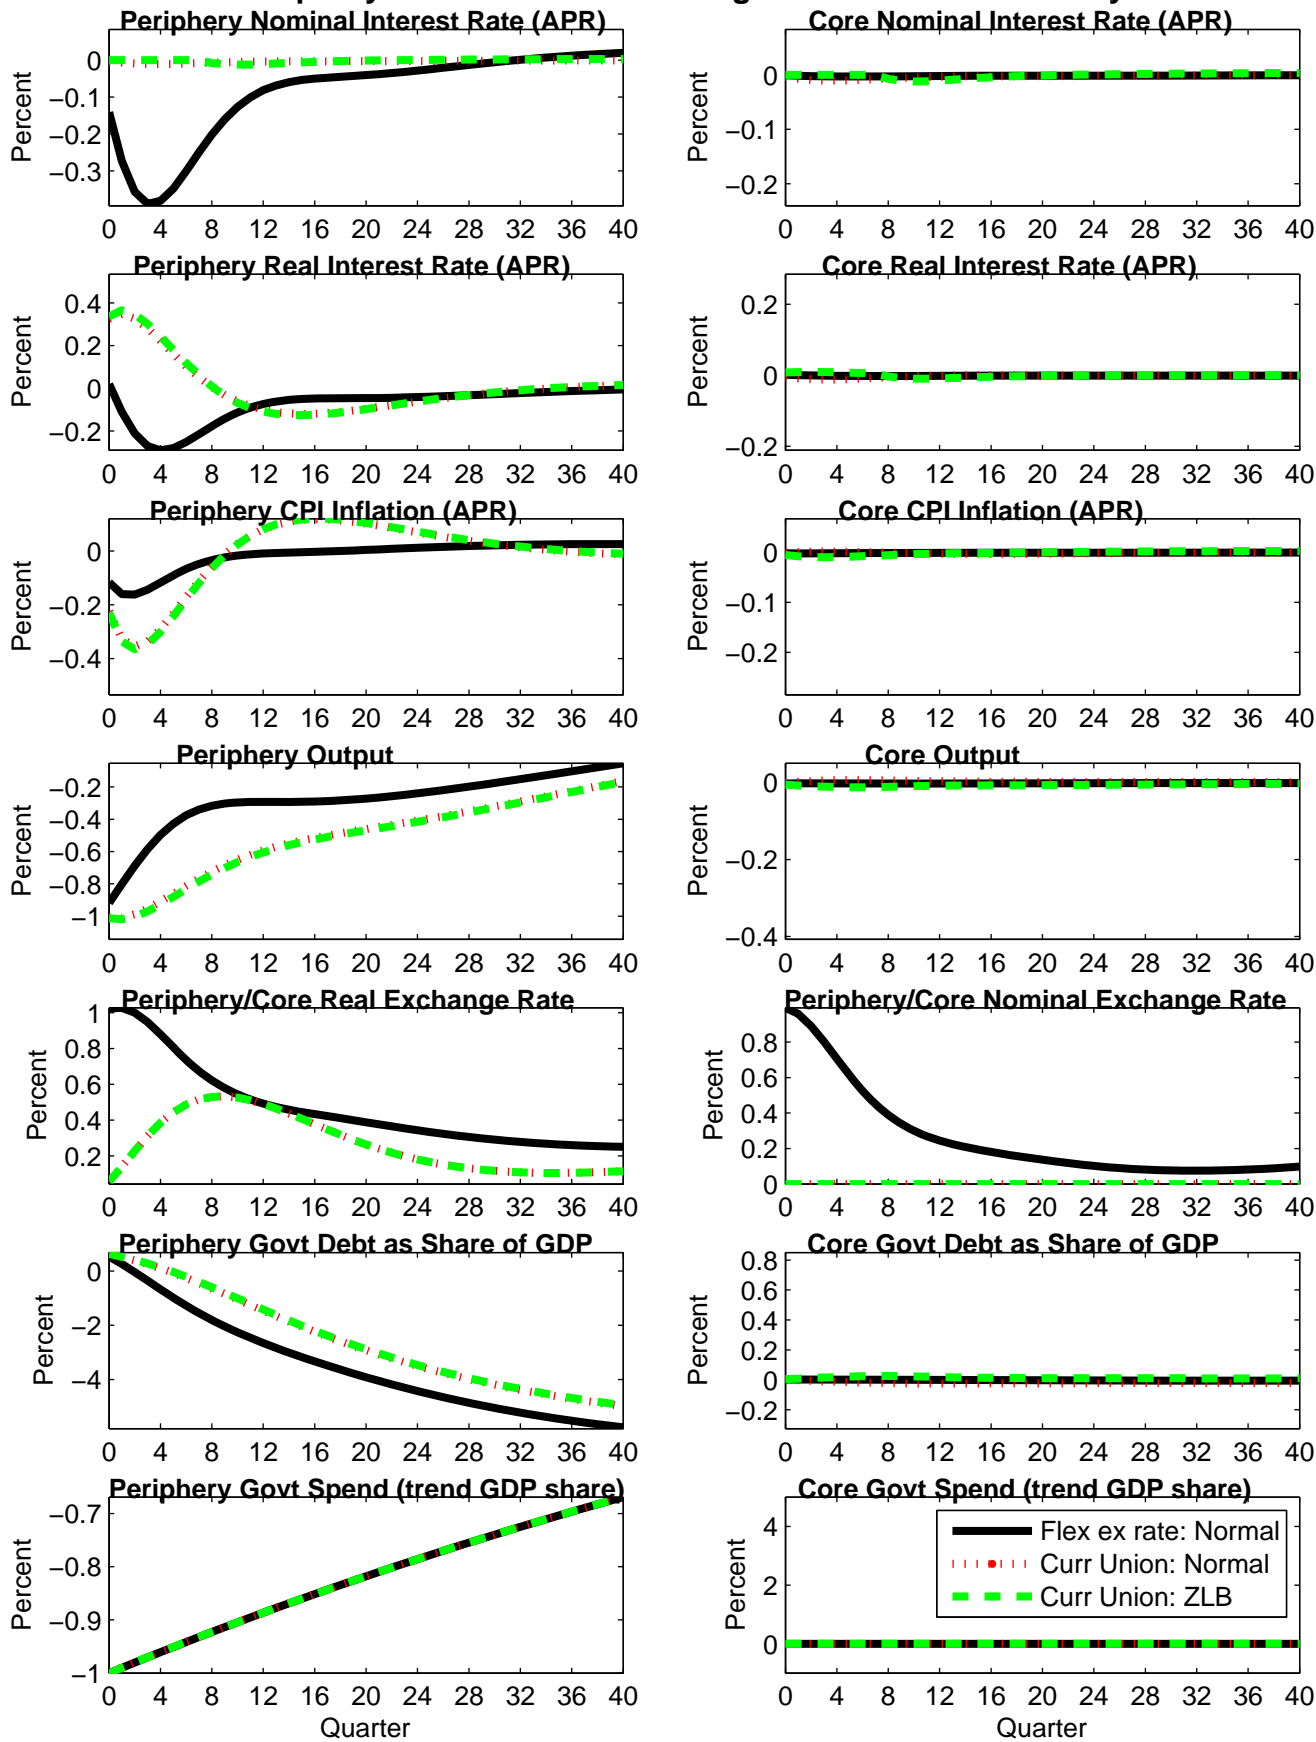 Periphery Nominal Interest Rate (APR)
Percent
0
−0.1
−0.2
−0.3
0 4 8 12 16 20 24 28 32 36 40
Core Nominal Interest Rate (APR)
Percent
0
−0.1
−0.2
0 4 8 12 16 20 24 28 32 36 40
Periphery Real Interest Rate (APR)
Percent
0.4
0.2
0
−0.2
0 4 8 12 16 20 24 28 32 36 40
Core Real Interest Rate (APR)
Percent
0.2
0
−0.2
0 4 8 12 16 20 24 28 32 36 40
Periphery CPI Inflation (APR)
Percent
0
−0.2
−0.4
0 4 8 12 16 20 24 28 32 36 40
Core CPI Inflation (APR)
Percent
0
−0.1
−0.2
0 4 8 12 16 20 24 28 32 36 40
Periphery Output
Percent
−0.2
−0.4
−0.6
−0.8
−1
0 4 8 12 16 20 24 28 32 36 40
Core Output
Percent
0
−0.2
−0.4
0 4 8 12 16 20 24 28 32 36 40
Periphery/Core Real Exchange Rate
Percent
1
0.8
0.6
0.4
0.2
0 4 8 12 16 20 24 28 32 36 40
Periphery/Core Nominal Exchange Rate
Percent
0.8
0.6
0.4
0.2
0
0 4 8 12 16 20 24 28 32 36 40
Periphery Govt Debt as Share of GDP
Percent
0
−2
−4
0 4 8 12 16 20 24 28 32 36 40
Core Govt Debt as Share of GDP
Percent
0.8
0.6
0.4
0.2
0
−0.2
0 4 8 12 16 20 24 28 32 36 40
Periphery Govt Spend (trend GDP share)
Percent
−0.7
−0.8
−0.9
−1
0 4 8 12 16 20 24 28 32 36 40
Quarter
Core Govt Spend (trend GDP share)
Percent
4
2
0
Flex ex rate: Normal
Curr Union: Normal
Curr Union: ZLB
0 4 8 12 16 20 24 28 32 36 40
Quarter